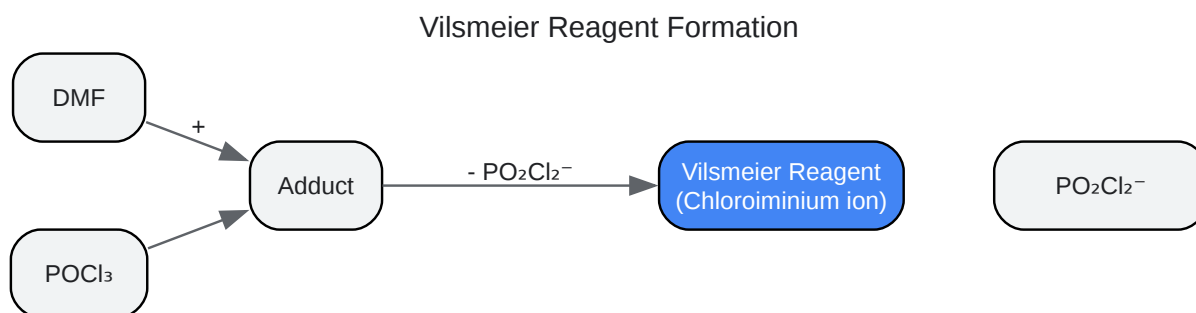 Vilsmeier Reagent Formation
DMF
+
POCl₃
Adduct
- PO₂Cl₂⁻
Vilsmeier Reagent
(Chloroiminium ion)
PO₂Cl₂⁻